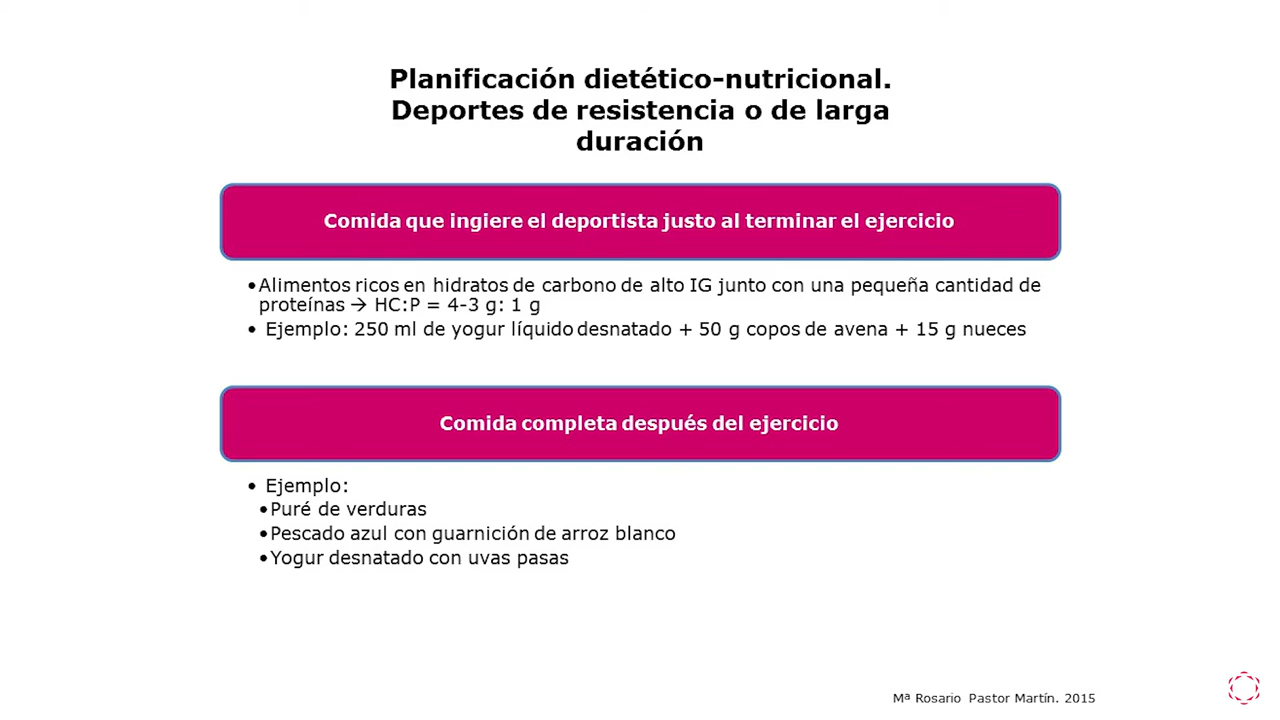 Planificación dietético-nutricional.
Deportes de resistencia o de larga
duración
Comida que ingiere el deportista justo al terminar el ejercicio
•Alimentos ricos en hidratos de carbono de alto IG junto con una pequeña cantidad de
proteínas → HC:P = 4-3 g: 1 g
• Ejemplo: 250 ml de yogur líquido desnatado + 50 g copos de avena + 15 g nueces
Comida completa después del ejercicio
• Ejemplo:
•Puré de verduras
•Pescado azul con guarnición de arroz blanco
•Yogur desnatado con uvas pasas
Mª Rosario Pastor Martín. 2015